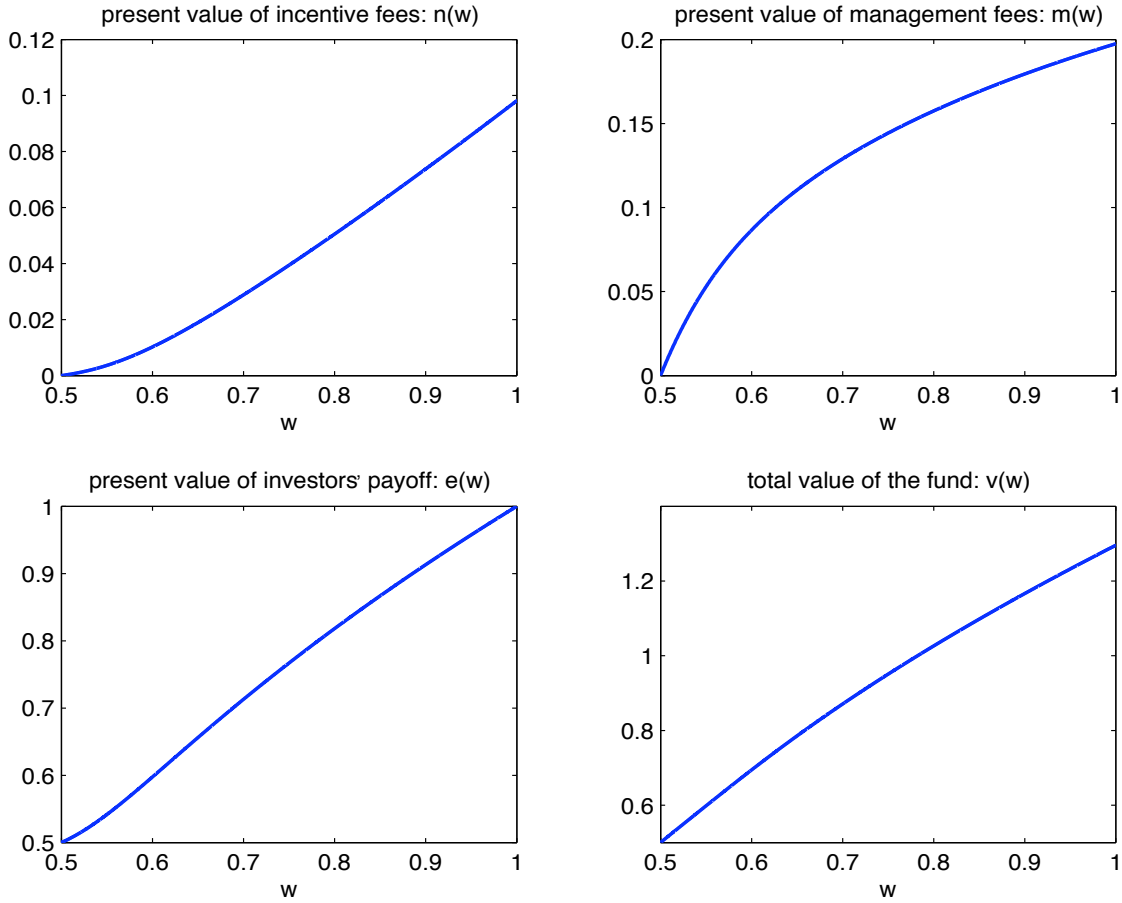 present value of incentive fees: n(w)
0.12
0.1
0.08
0.06
0.04
0.02
0
0.5 0.6 0.7 0.8 0.9 1
w
present value of management fees: m(w)
0.2
0.15
0.1
0.05
0
0.5 0.6 0.7 0.8 0.9 1
w
present value of investors' payoff: e(w)
1
0.9
0.8
0.7
0.6
0.5
0.5 0.6 0.7 0.8 0.9 1
w
total value of the fund: v(w)
1.2
1
0.8
0.6
0.5 0.6 0.7 0.8 0.9 1
w